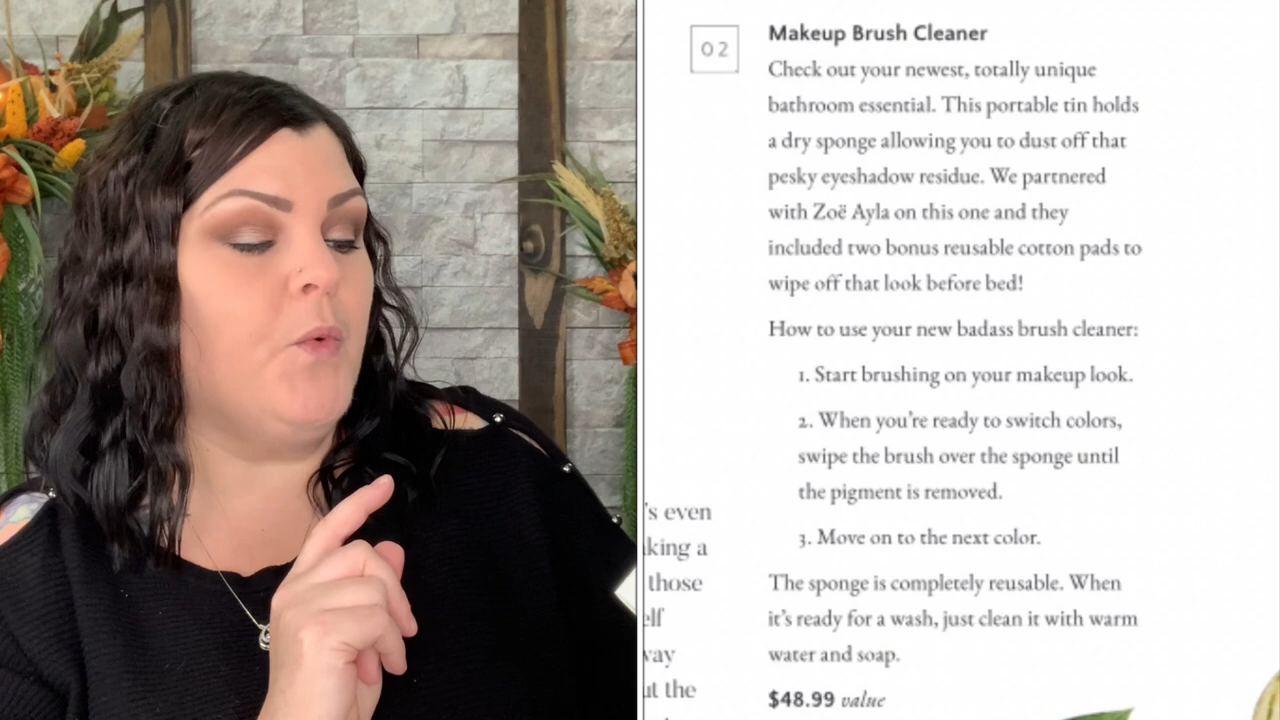 02
Makeup Brush Cleaner
Check out your newest, totally unique
bathroom essential. This portable tin holds
a dry sponge allowing you to dust off that
pesky eyeshadow residue. We partnered
with Zoë Ayla on this one and they
included two bonus reusable cotton pads to
wipe off that look before bed!
How to use your new badass brush cleaner:
1. Start brushing on your makeup look.
2. When you're ready to switch colors,
swipe the brush over the sponge until
the pigment is removed.
3. Move on to the next color.
The sponge is completely reusable. When
it's ready for a wash, just clean it with warm
water and soap.
$48.99 value
's even
a
those
the